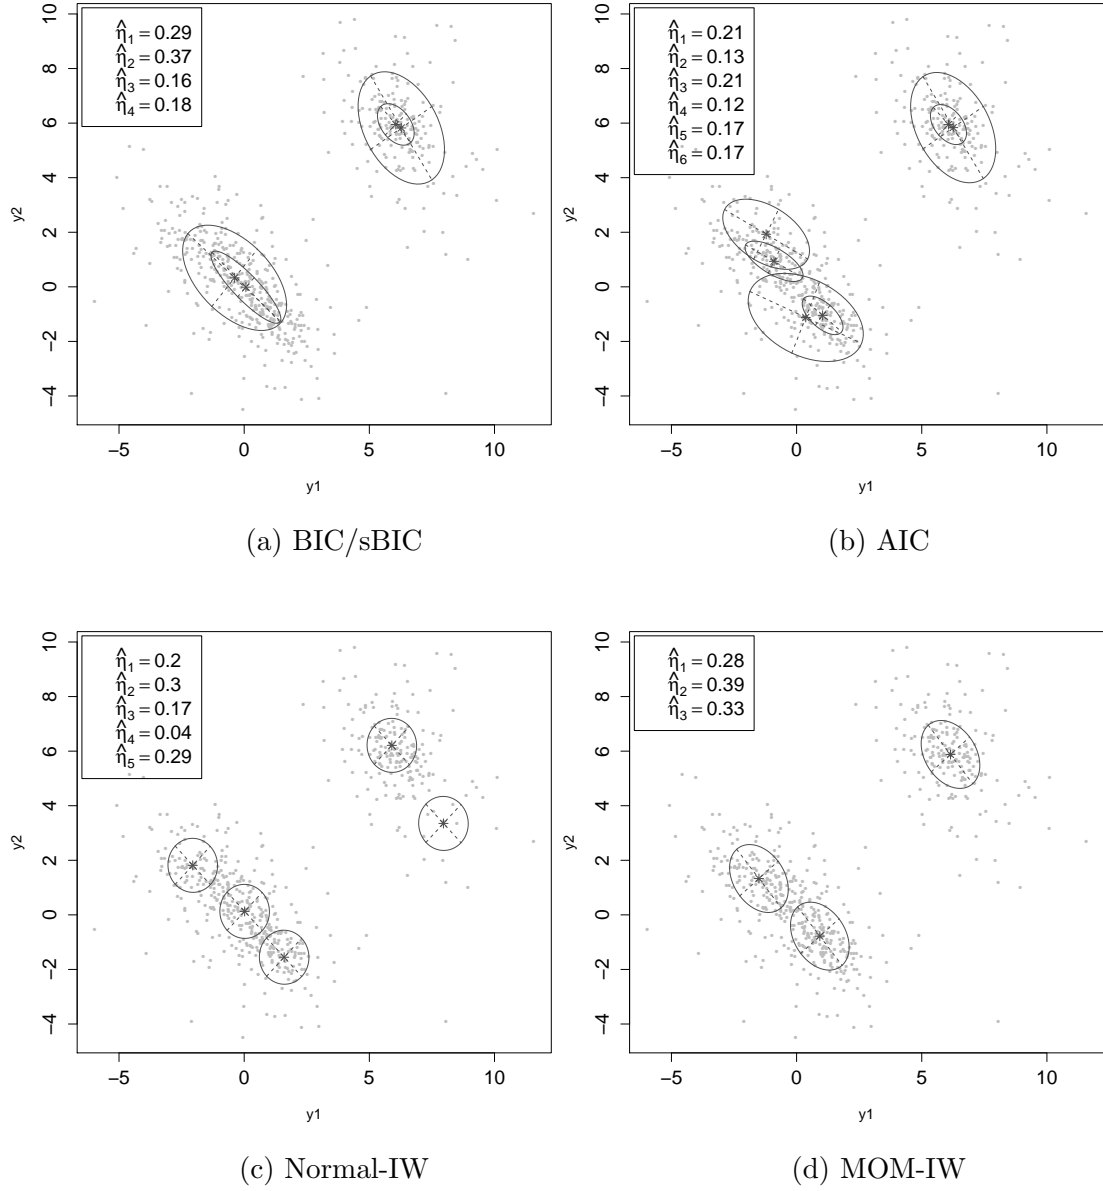 η̂1 = 0.29
η̂2 = 0.37
η̂3 = 0.16
η̂4 = 0.18
10
8
6
4
2
0
−2
−4
y2
−5 0 5 10
y1
(a) BIC/sBIC
η̂1 = 0.21
η̂2 = 0.13
η̂3 = 0.21
η̂4 = 0.12
η̂5 = 0.17
η̂6 = 0.17
10
8
6
4
2
0
−2
−4
y2
−5 0 5 10
y1
(b) AIC
η̂1 = 0.2
η̂2 = 0.3
η̂3 = 0.17
η̂4 = 0.04
η̂5 = 0.29
10
8
6
4
2
0
−2
−4
y2
−5 0 5 10
y1
(c) Normal-IW
η̂1 = 0.28
η̂2 = 0.39
η̂3 = 0.33
10
8
6
4
2
0
−2
−4
y2
−5 0 5 10
y1
(d) MOM-IW